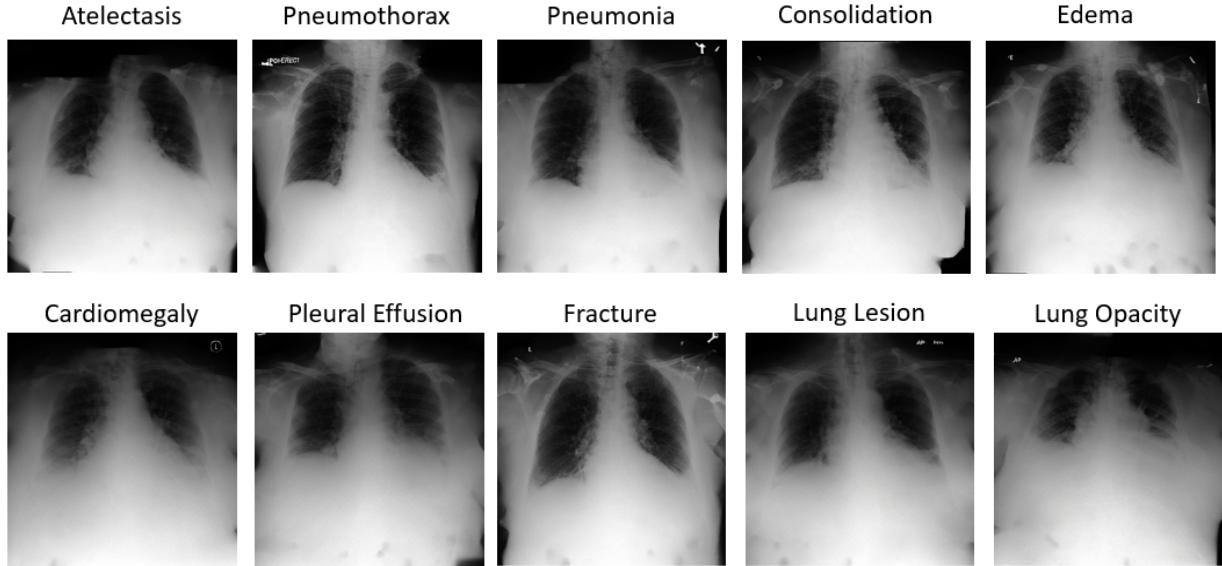 Atelectasis
Pneumothorax
Pneumonia
Consolidation
Edema
Cardiomegaly
Pleural Effusion
Fracture
Lung Lesion
Lung Opacity
L